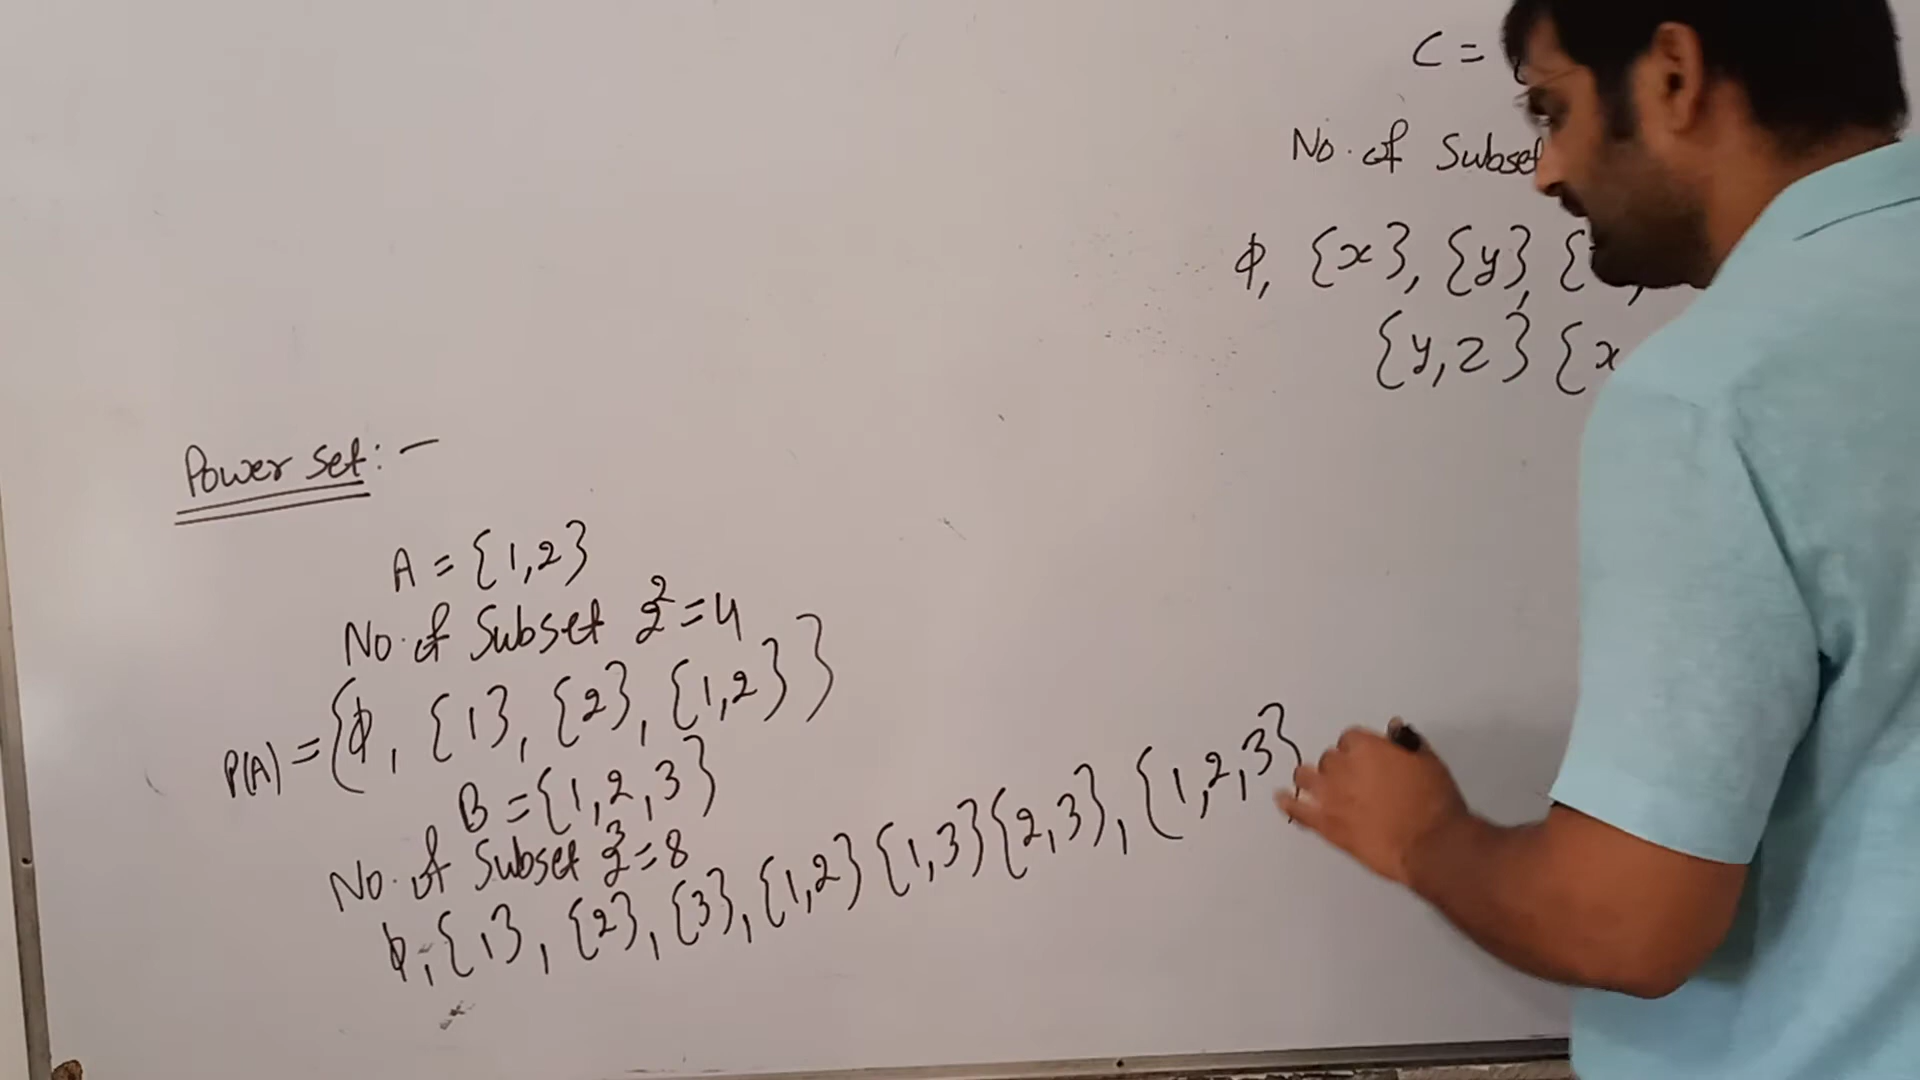 C =
No. of Subset
ϕ, {x}, {y}, {
{y,z} {x
Power Set:-
A = {1,2}
No. of Subset 2² = 4
P(A) = {ϕ, {1}, {2}, {1,2}}
B = {1,2,3}
No. of Subset 2³ = 8
ϕ, {1}, {2}, {3}, {1,2} {1,3} {2,3}, {1,2,3}